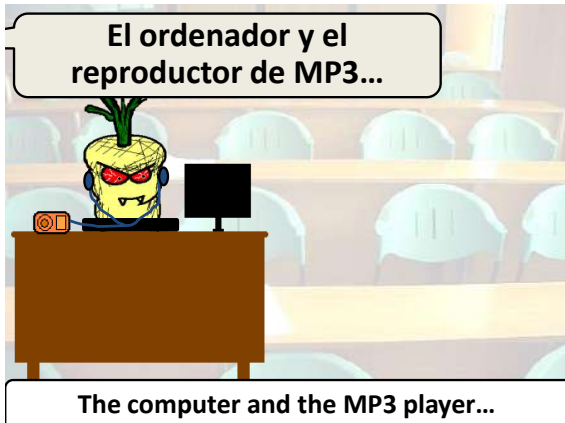 El ordenador y el
reproductor de MP3…
The computer and the MP3 player…